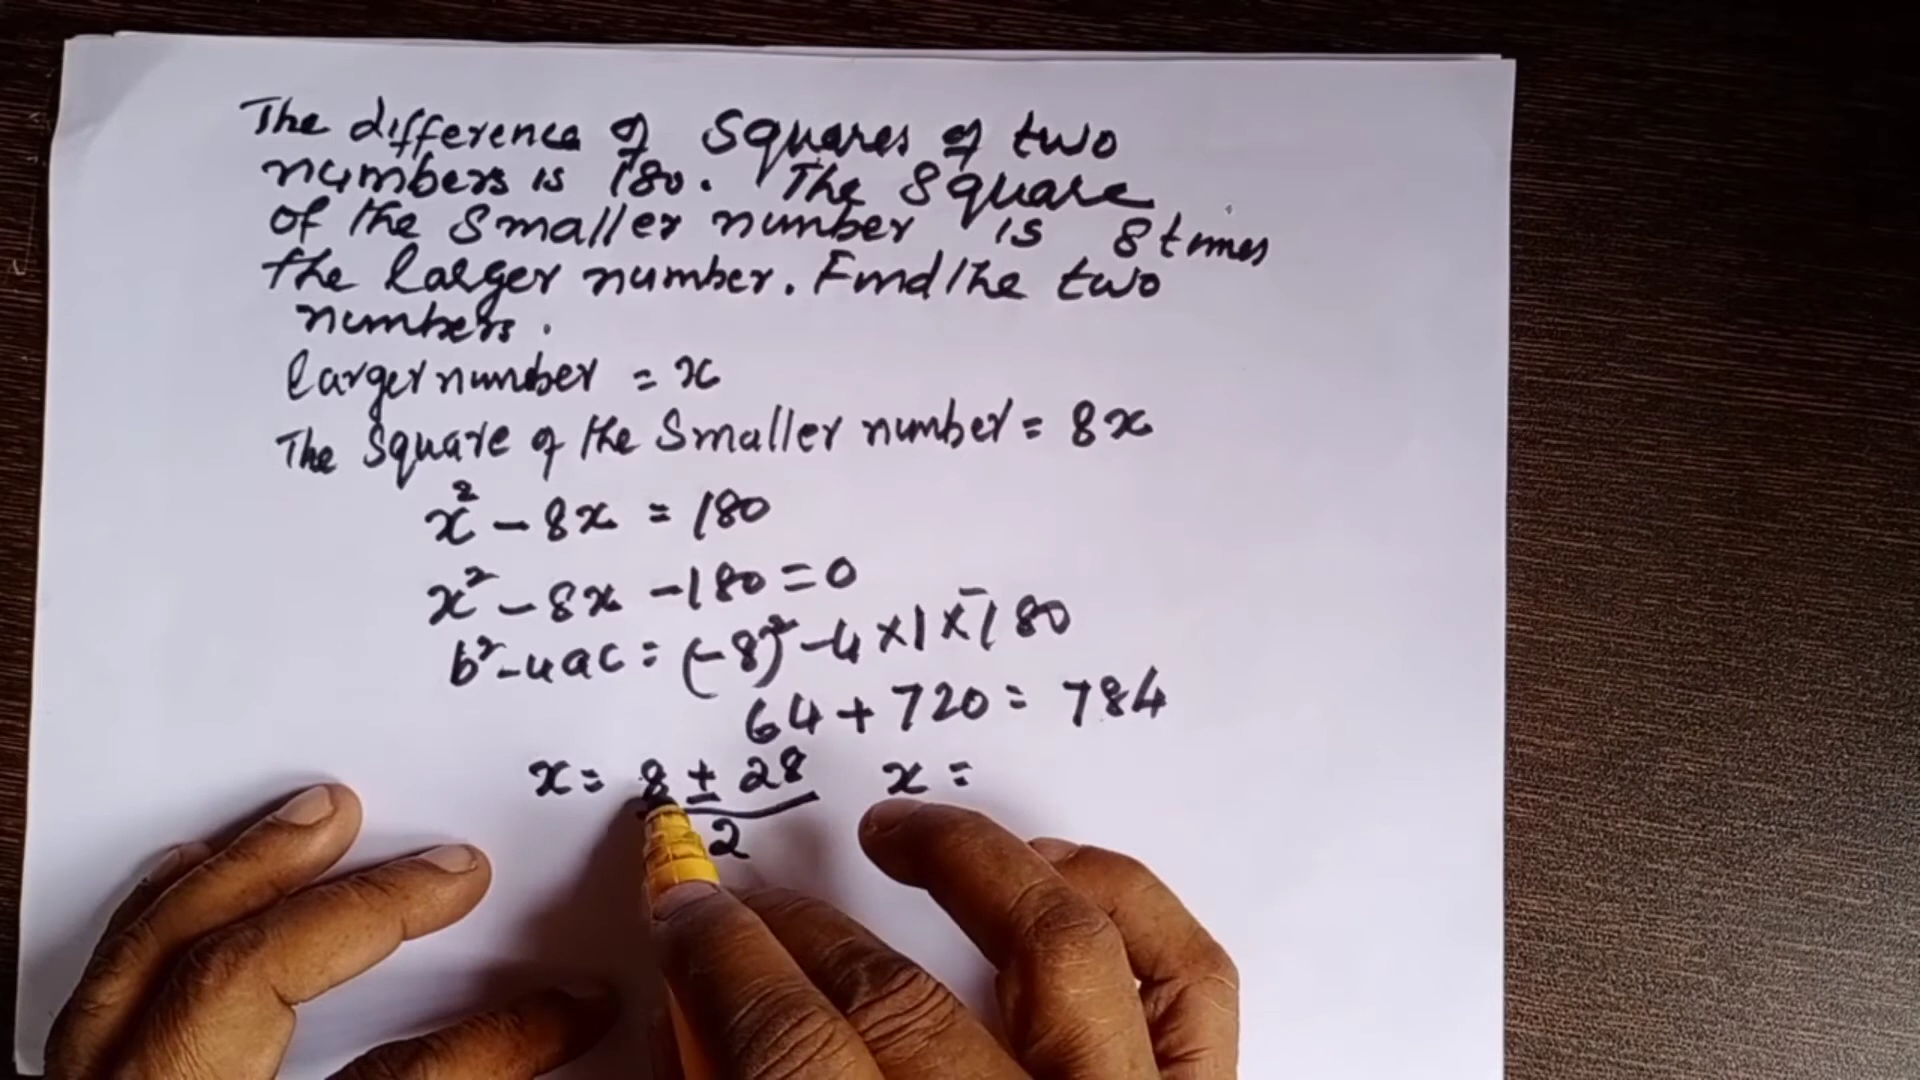 The difference of squares of two
numbers is 180. The square
of the smaller number is 8 times
the larger number. Find the two
numbers.
larger number = x
The square of the smaller number = 8x
x² - 8x = 180
x² - 8x - 180 = 0
b² - 4ac = (-8)² - 4 × 1 × -180
64 + 720 = 784
x = 8 ± 28 x =
2